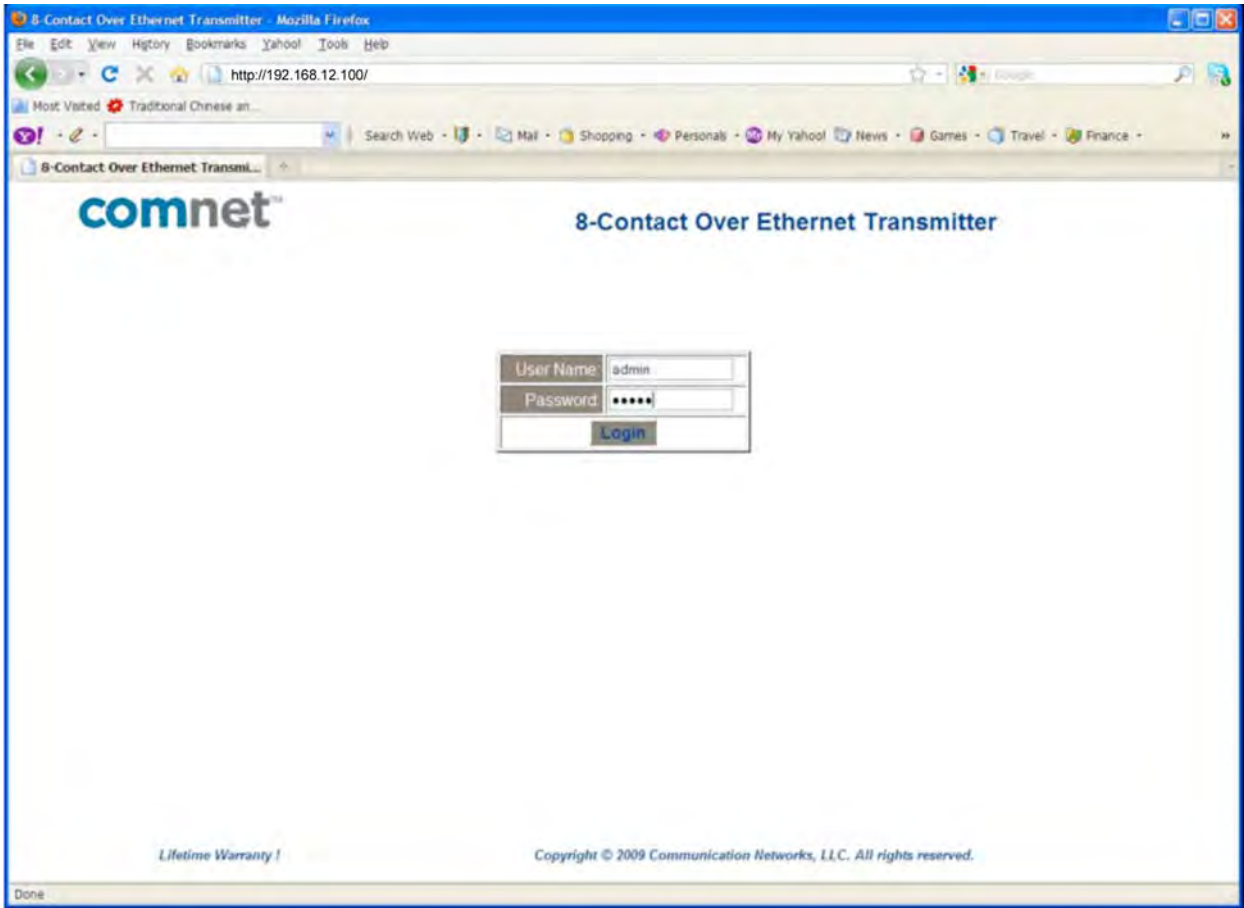 8-Contact Over Ethernet Transmitter - Mozilla Firefox
File Edit View History Bookmarks Yahoo! Tools Help
http://192.168.12.100/
Google
Most Visited Traditional Chinese an...
Y! Search Web Mail Shopping Personals My Yahoo! News Games Travel Finance
8-Contact Over Ethernet Transmi...
comnet™
8-Contact Over Ethernet Transmitter
User Name: admin
Password: •••••
Login
Lifetime Warranty !
Copyright © 2009 Communication Networks, LLC. All rights reserved.
Done